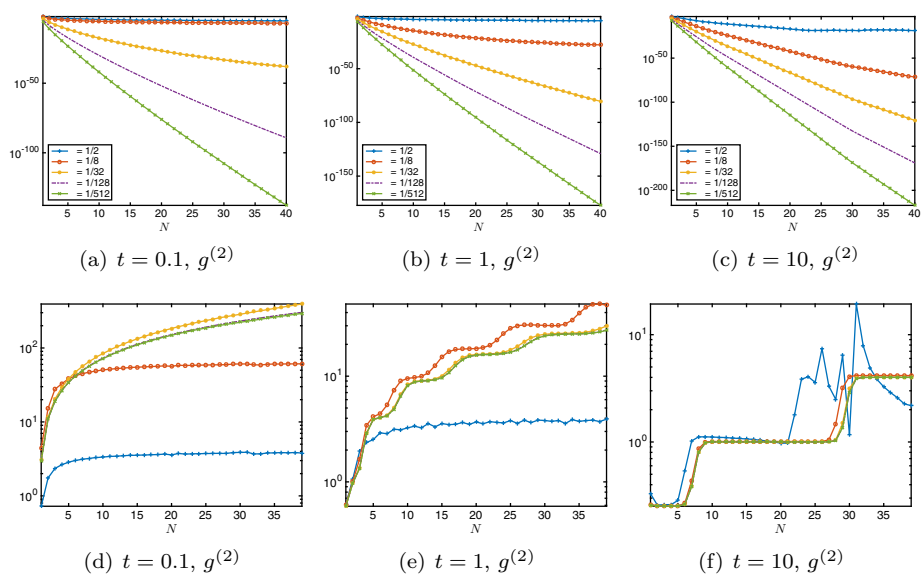 10^{-50}
10^{-100}
= 1/2
= 1/8
= 1/32
= 1/128
= 1/512
5 10 15 20 25 30 35 40
N
(a) t = 0.1, g^{(2)}
10^{-50}
10^{-100}
10^{-150}
= 1/2
= 1/8
= 1/32
= 1/128
= 1/512
5 10 15 20 25 30 35 40
N
(b) t = 1, g^{(2)}
10^{-50}
10^{-100}
10^{-150}
10^{-200}
= 1/2
= 1/8
= 1/32
= 1/128
= 1/512
5 10 15 20 25 30 35 40
N
(c) t = 10, g^{(2)}
10^{2}
10^{1}
10^{0}
5 10 15 20 25 30 35
N
(d) t = 0.1, g^{(2)}
10^{1}
10^{0}
5 10 15 20 25 30 35
N
(e) t = 1, g^{(2)}
10^{1}
10^{0}
5 10 15 20 25 30 35
N
(f) t = 10, g^{(2)}